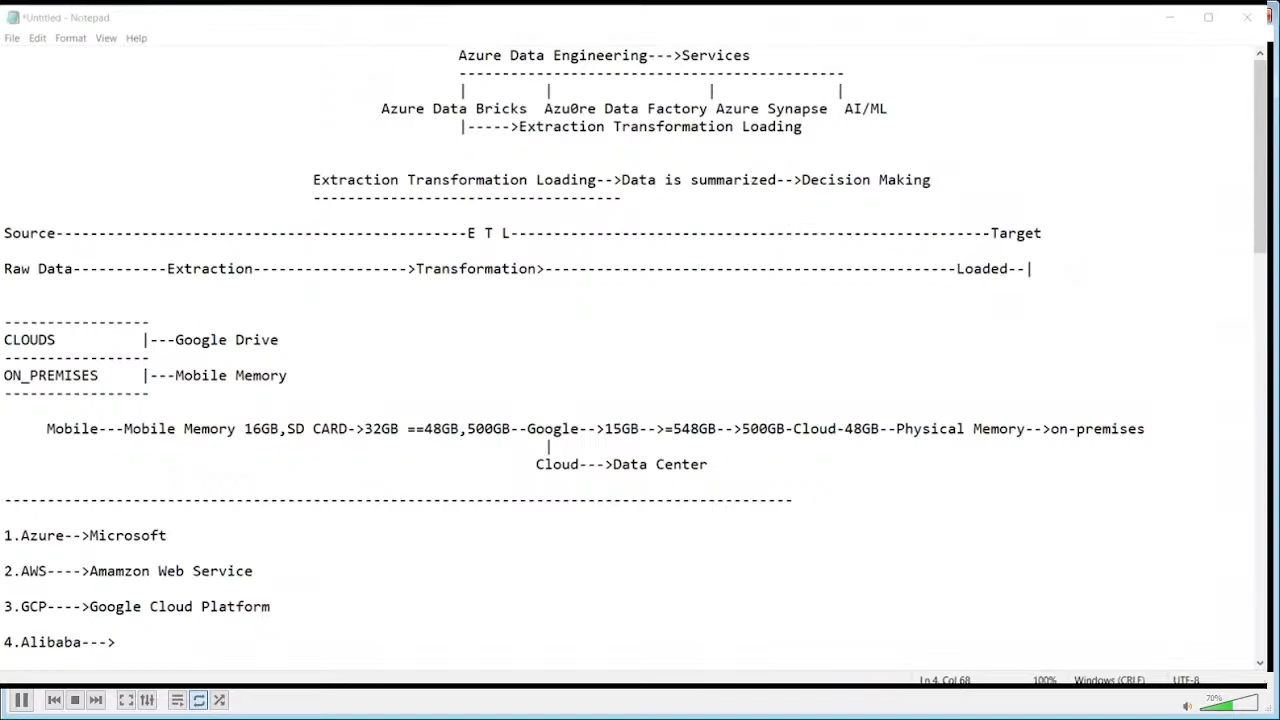 *Untitled - Notepad
File Edit Format View Help
Azure Data Engineering--->Services
---------------------------------------------
| | | |
Azure Data Bricks Azu0re Data Factory Azure Synapse AI/ML
|----->Extraction Transformation Loading
Extraction Transformation Loading-->Data is summarized-->Decision Making
------------------------------------
Source------------------------------------------------E T L--------------------------------------------------------Target
Raw Data-----------Extraction------------------>Transformation>------------------------------------------------Loaded--|
-----------------
CLOUDS |---Google Drive
-----------------
ON_PREMISES |---Mobile Memory
-----------------
Mobile---Mobile Memory 16GB,SD CARD->32GB ==48GB,500GB--Google-->15GB-->=548GB-->500GB-Cloud-48GB--Physical Memory-->on-premises
|
Cloud--->Data Center
--------------------------------------------------------------------------------------------
1.Azure-->Microsoft
2.AWS---->Amamzon Web Service
3.GCP---->Google Cloud Platform
4.Alibaba--->
Ln 4, Col 68 100% Windows (CRLF) UTF-8
70%